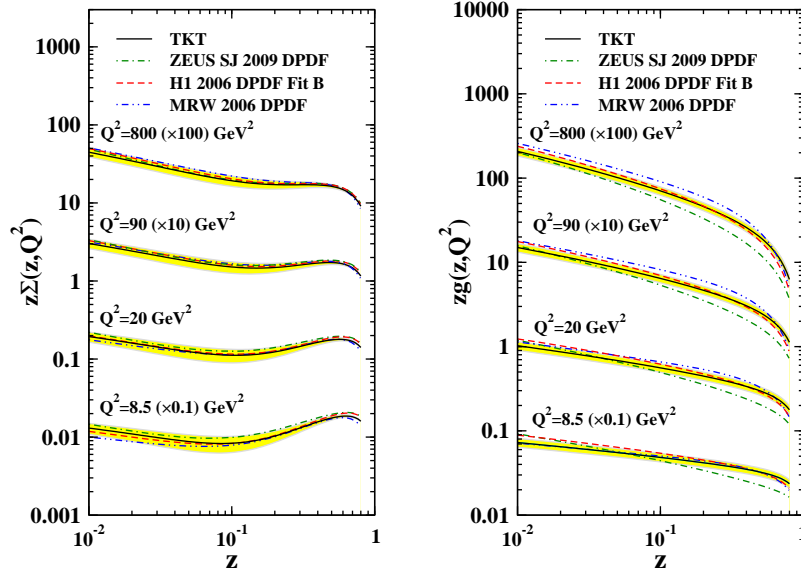 1000
100
10
1
0.1
0.01
0.001
zΣ(z,Q²)
TKT
ZEUS SJ 2009 DPDF
H1 2006 DPDF Fit B
MRW 2006 DPDF
Q²=800 (×100) GeV²
Q²=90 (×10) GeV²
Q²=20 GeV²
Q²=8.5 (×0.1) GeV²
10⁻² 10⁻¹ 1
z
10000
1000
100
10
1
0.1
0.01
zg(z,Q²)
TKT
ZEUS SJ 2009 DPDF
H1 2006 DPDF Fit B
MRW 2006 DPDF
Q²=800 (×100) GeV²
Q²=90 (×10) GeV²
Q²=20 GeV²
Q²=8.5 (×0.1) GeV²
10⁻² 10⁻¹ 1
z